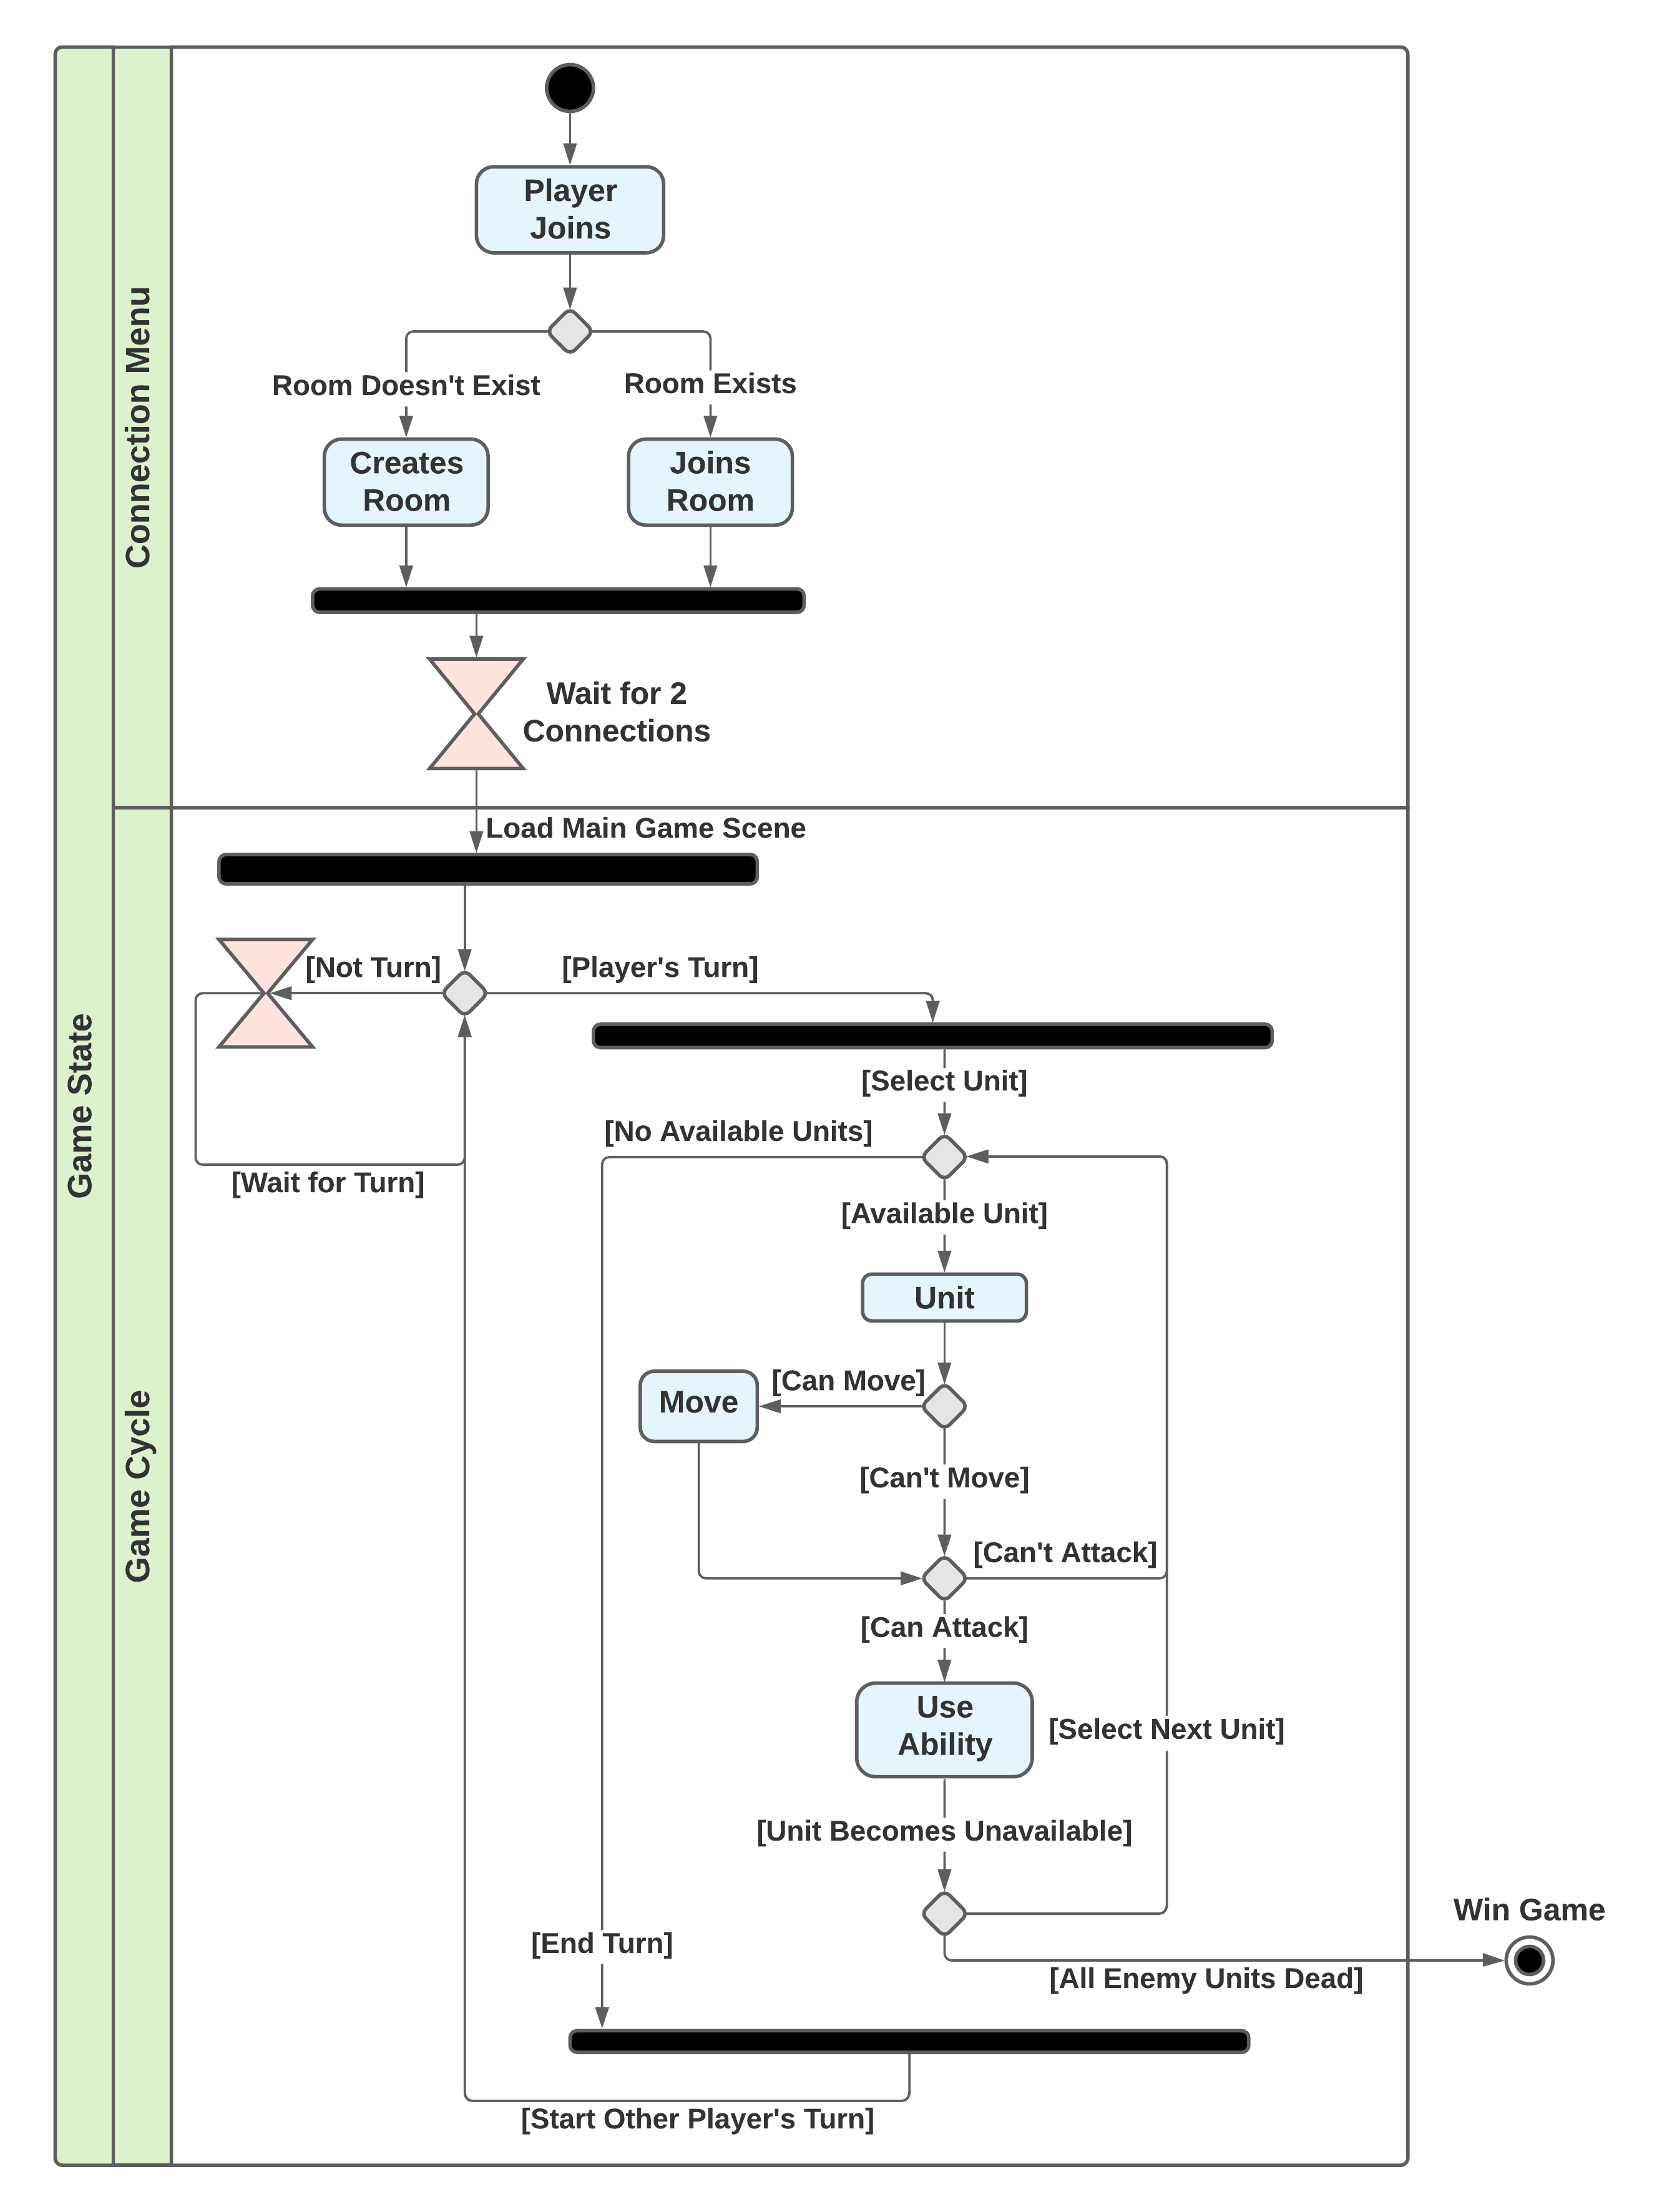 Game State
Connection Menu
Player
Joins
Room Doesn't Exist
Room Exists
Creates
Room
Joins
Room
Wait for 2
Connections
Game Cycle
Load Main Game Scene
[Not Turn]
[Player's Turn]
[Wait for Turn]
[Select Unit]
[No Available Units]
[Available Unit]
Unit
[Can Move]
Move
[Can't Move]
[Can't Attack]
[Can Attack]
Use
Ability
[Select Next Unit]
[Unit Becomes Unavailable]
Win Game
[End Turn]
[All Enemy Units Dead]
[Start Other Player's Turn]